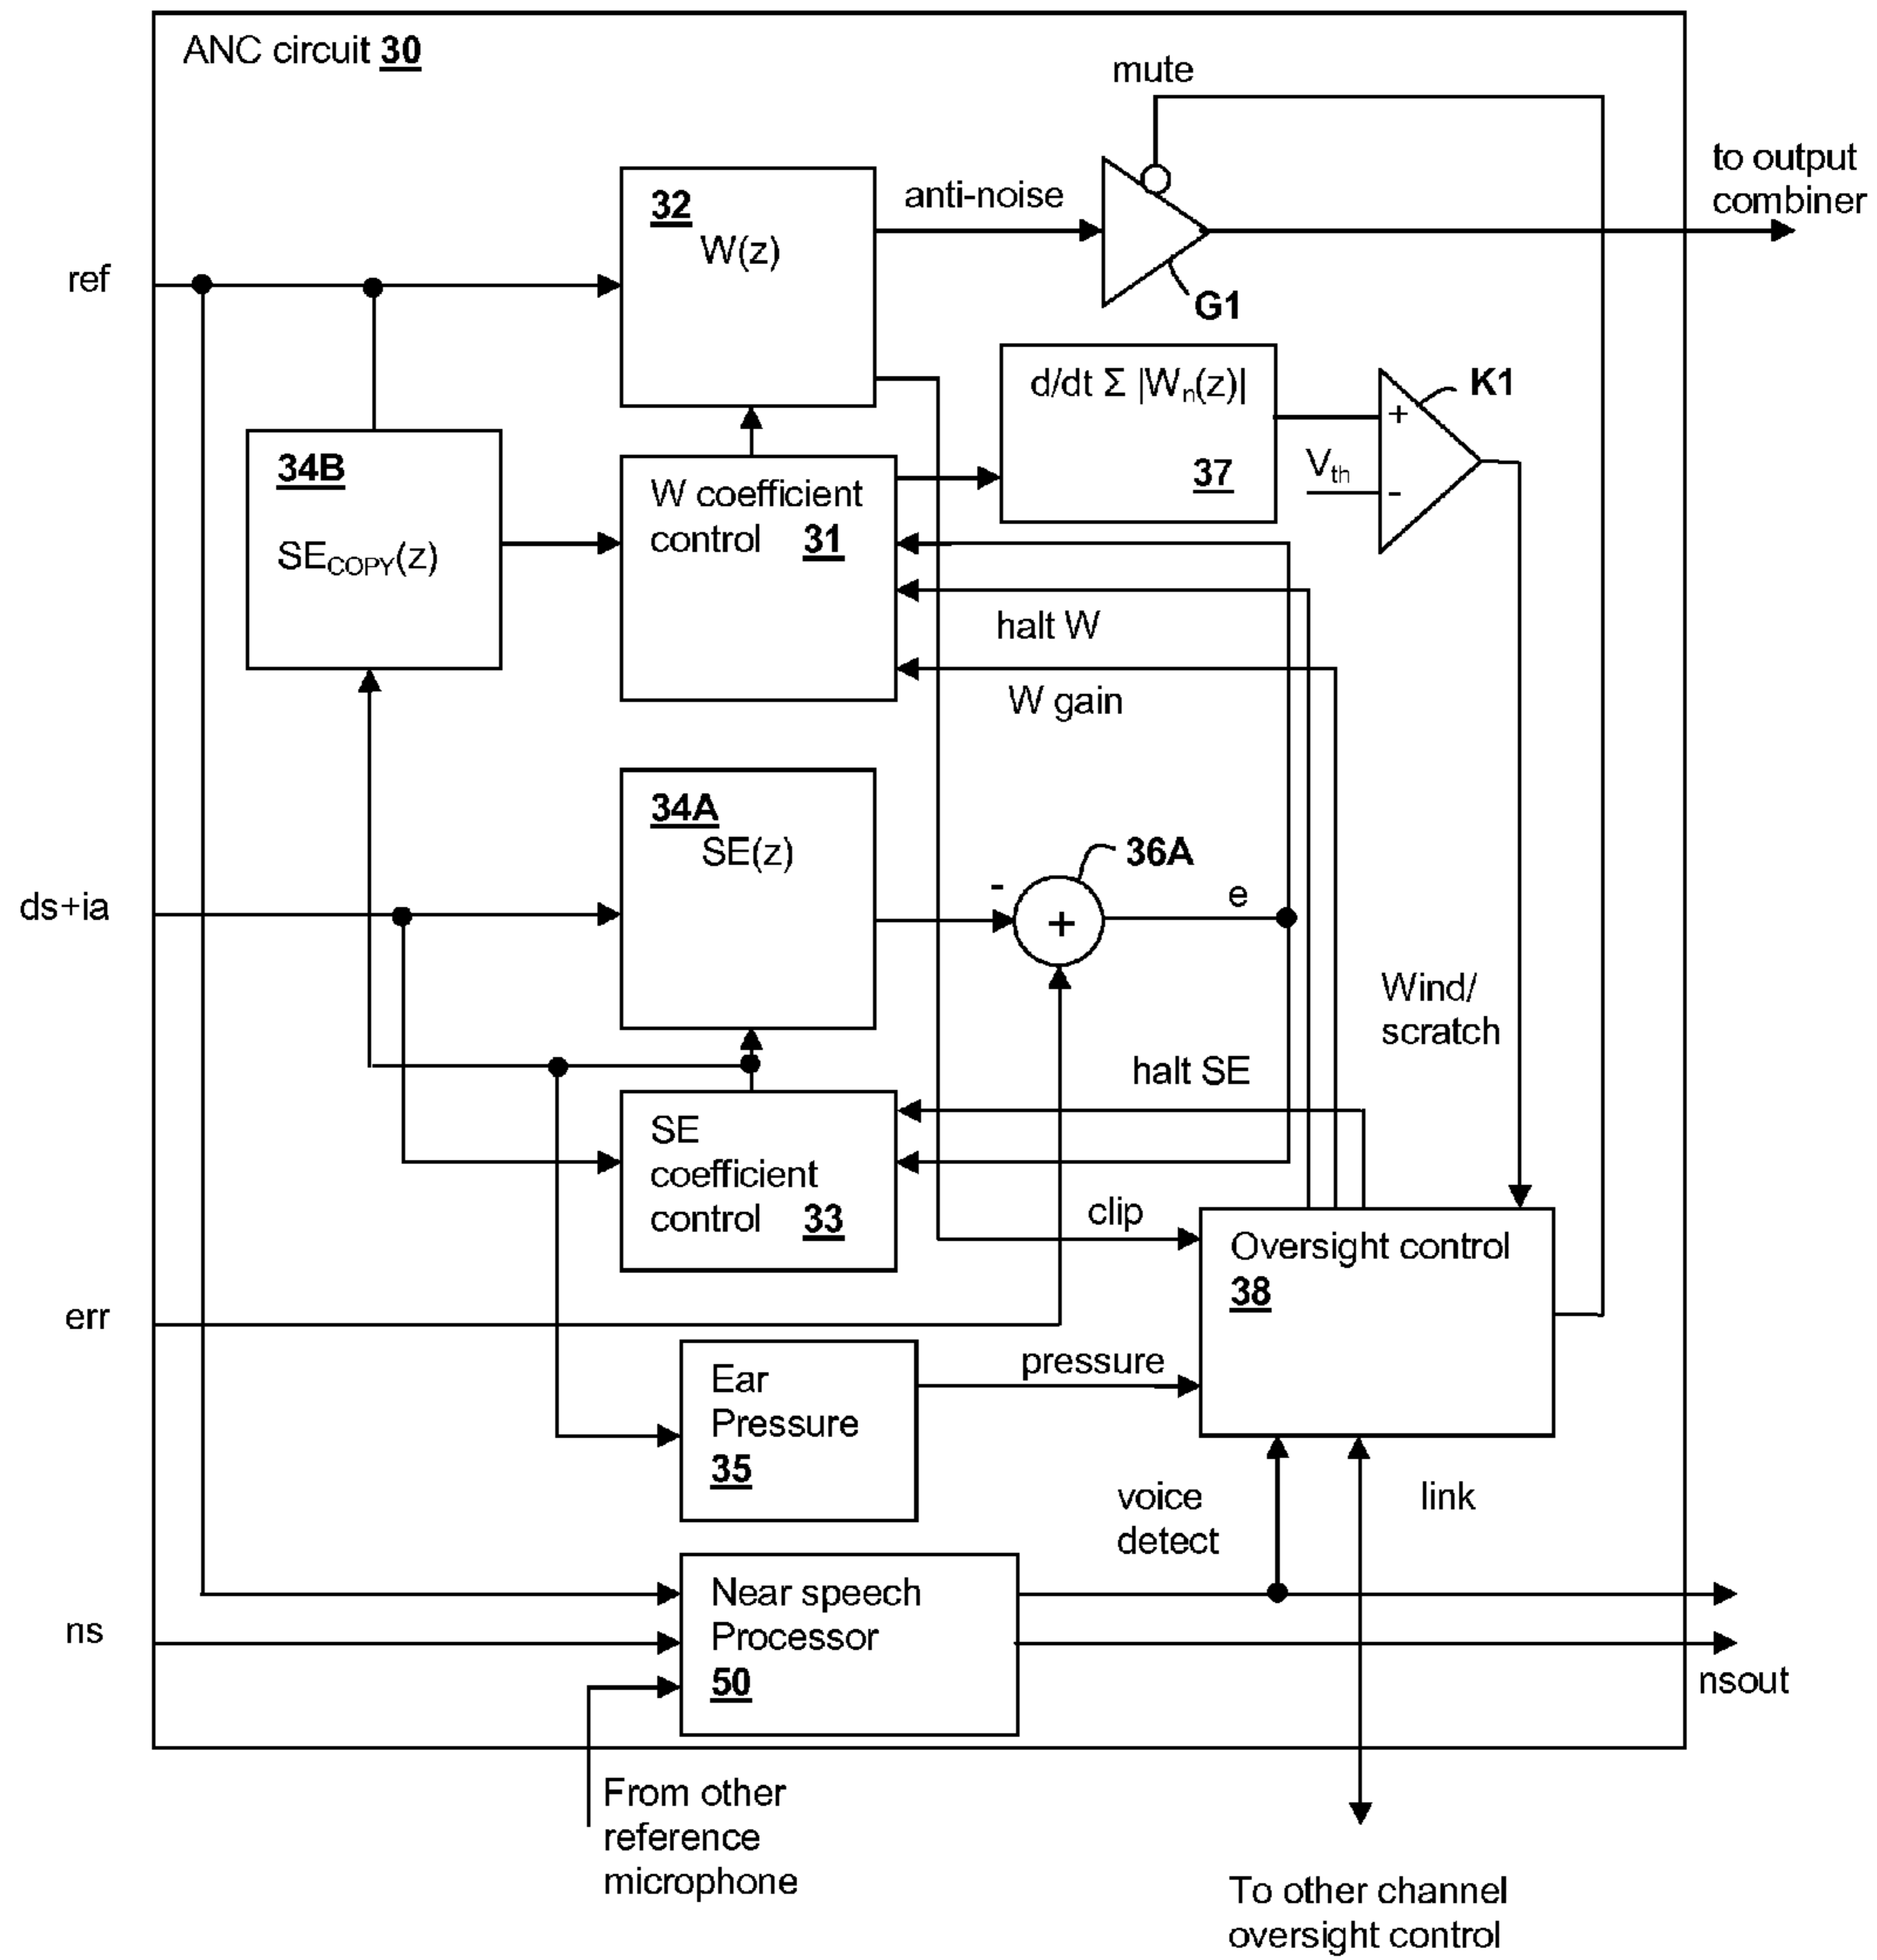 ANC circuit 30
mute
to output
combiner
32
W(z)
anti-noise
G1
ref
d/dt Σ |Wn(z)|
37
K1
+
Vth
-
34B
SECOPY(z)
W coefficient
control 31
halt W
W gain
34A
SE(z)
36A
-
+
e
ds+ia
Wind/
scratch
halt SE
SE
coefficient
control 33
clip
Oversight control
38
err
Ear
Pressure
35
pressure
voice
detect
link
Near speech
Processor
50
ns
nsout
From other
reference
microphone
To other channel
oversight control